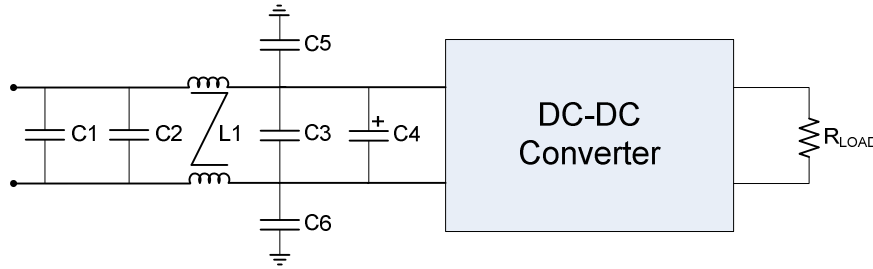 C5
C1
C2
L1
C3
+
C4
DC-DC
Converter
RLOAD
C6